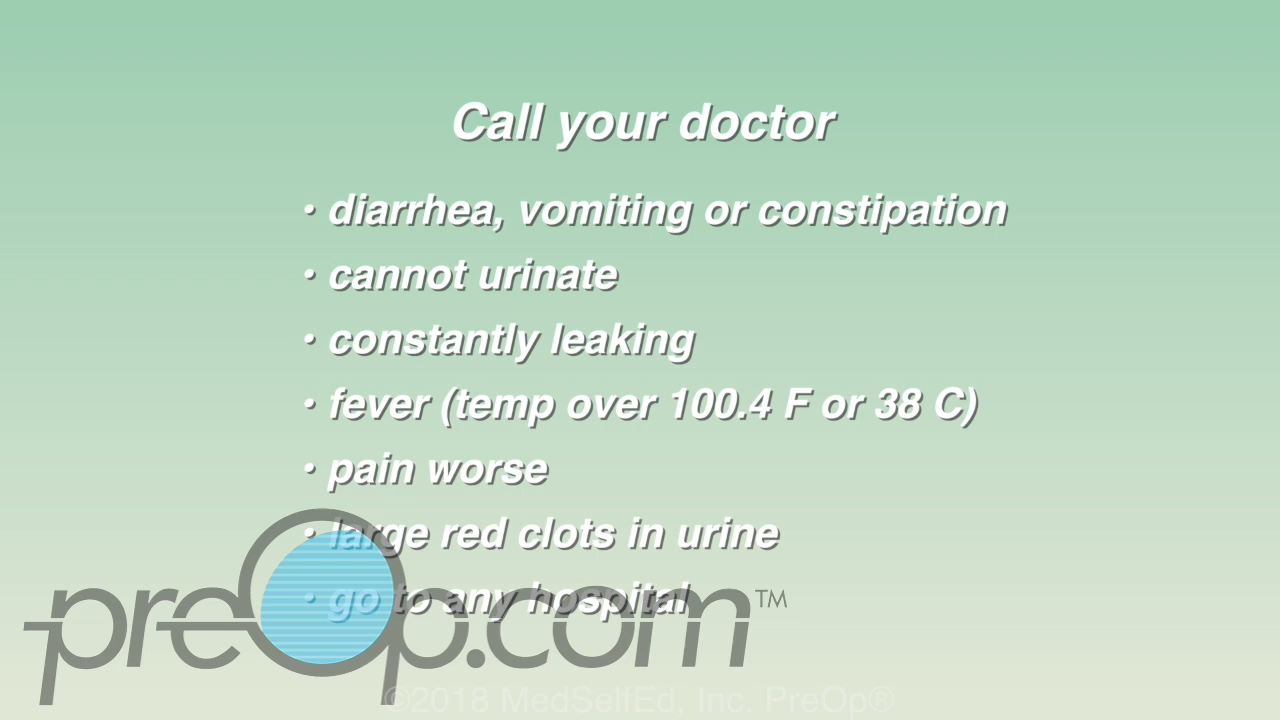 Call your doctor
• diarrhea, vomiting or constipation
• cannot urinate
• constantly leaking
• fever (temp over 100.4 F or 38 C)
• pain worse
• large red clots in urine
• go to any hospital
preOp.com™
©2018 MedSelfEd, Inc. PreOp®